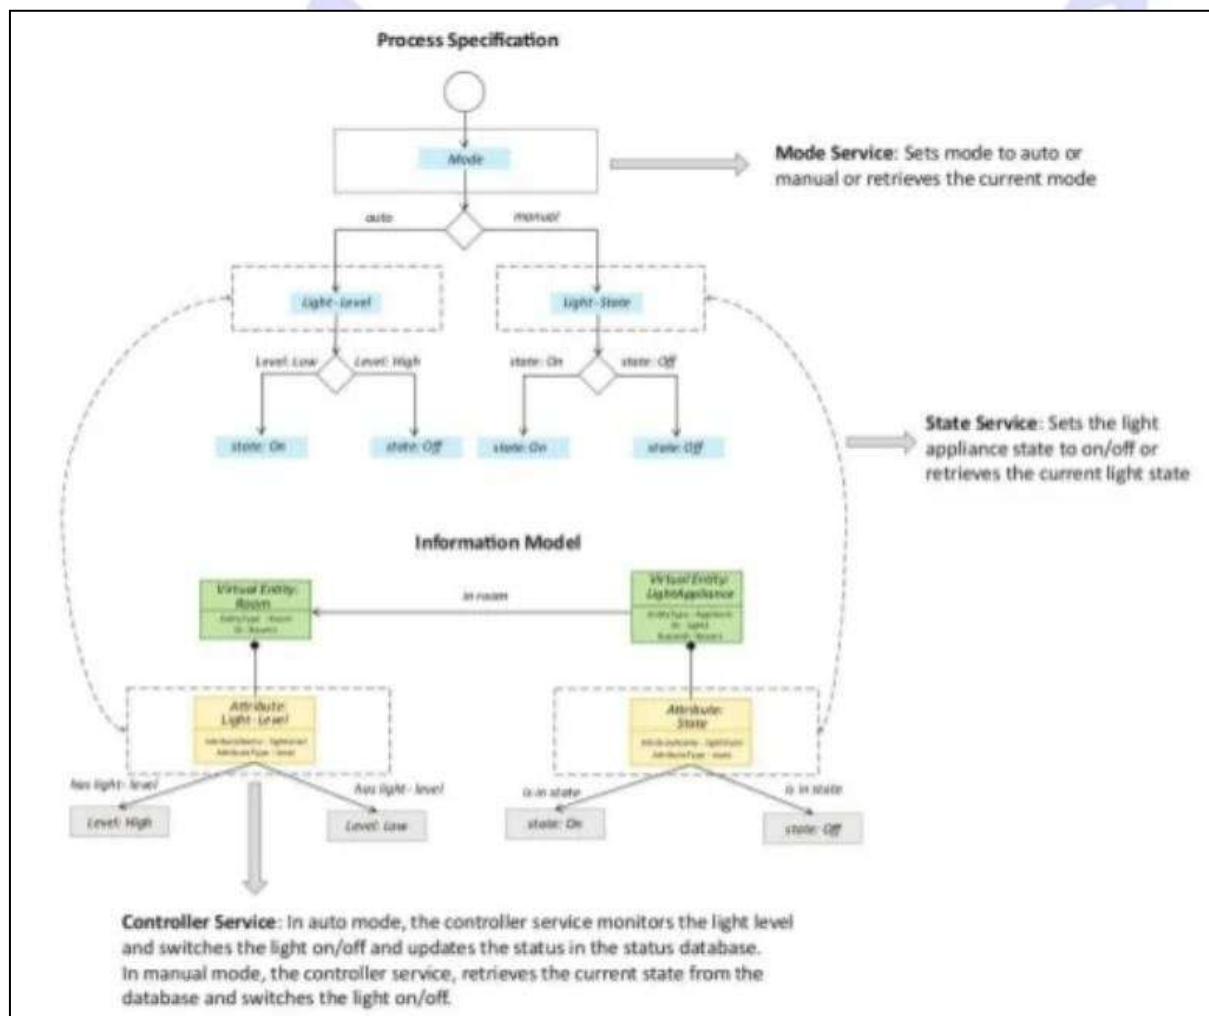 Process Specification
Mode
Mode Service: Sets mode to auto or
manual or retrieves the current mode
auto
manual
Light-Level
Light-State
Level: Low
Level: High
state: On
state: Off
state: On
state: Off
state: On
state: Off
State Service: Sets the light
appliance state to on/off or
retrieves the current light state
Information Model
Virtual Entity:
Room
EntityType - Room
in room
Virtual Entity:
LightAppliance
Attribute:
Light-Level
Attribute:
State
has light- level
has light- level
is in state
is in state
Level: High
Level: Low
state: On
state: Off
Controller Service: In auto mode, the controller service monitors the light level
and switches the light on/off and updates the status in the status database.
In manual mode, the controller service, retrieves the current state from the
database and switches the light on/off.